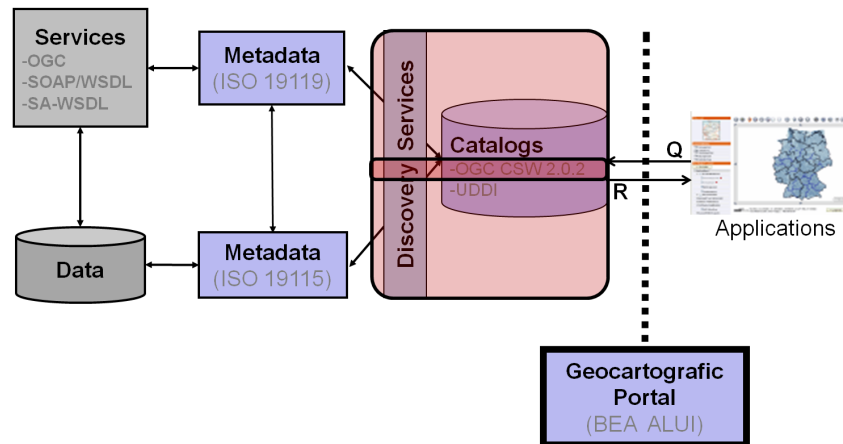 Services
-OGC
-SOAP/WSDL
-SA-WSDL
Metadata
(ISO 19119)
Discovery Services
Catalogs
-OGC CSW 2.0.2
-UDDI
Q
R
Applications
Data
Metadata
(ISO 19115)
Geocartografic
Portal
(BEA ALUI)